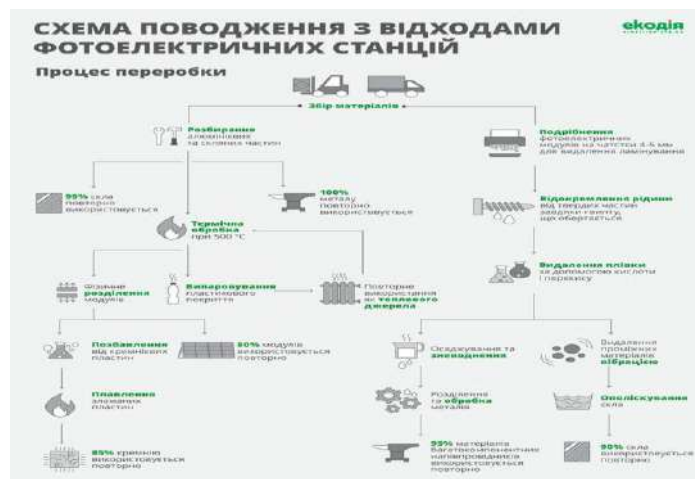 СХЕМА ПОВОДЖЕННЯ З ВІДХОДАМИ
ФОТОЕЛЕКТРИЧНИХ СТАНЦІЙ
екодія
Процес переробки
Збір матеріалів
Розбирання
алюмінієвих
та скляних частин
95% скла
повторно
використовується
100%
металу
повторно
використовується
Термічна
обробка
при 500 °C
Фізичне
розділення
модулів
Випаровування
пластикового
покриття
Повторне
використання
як теплового
джерела
Позбавлення
від кремнієвих
пластин
80% модулів
використовується
повторно
Плавлення
зламаних
пластин
85% кремнію
використовується
повторно
Подрібнення
фотоелектричних
модулів на частки 4-5 мм
для видалення ламінування
Відокремлення рідини
від твердих частин
завдяки гвинту,
що обертається
Видалення плівки
за допомогою кислоти
і перекису
Осаджування та
зневоднення
Видалення
проміжних
матеріалів
вібрацією
Розділення
та обробка
металів
Ополіскування
скла
95% матеріалів
багатокомпонентних
напівпровідників
використовується
повторно
90% скла
використовується
повторно